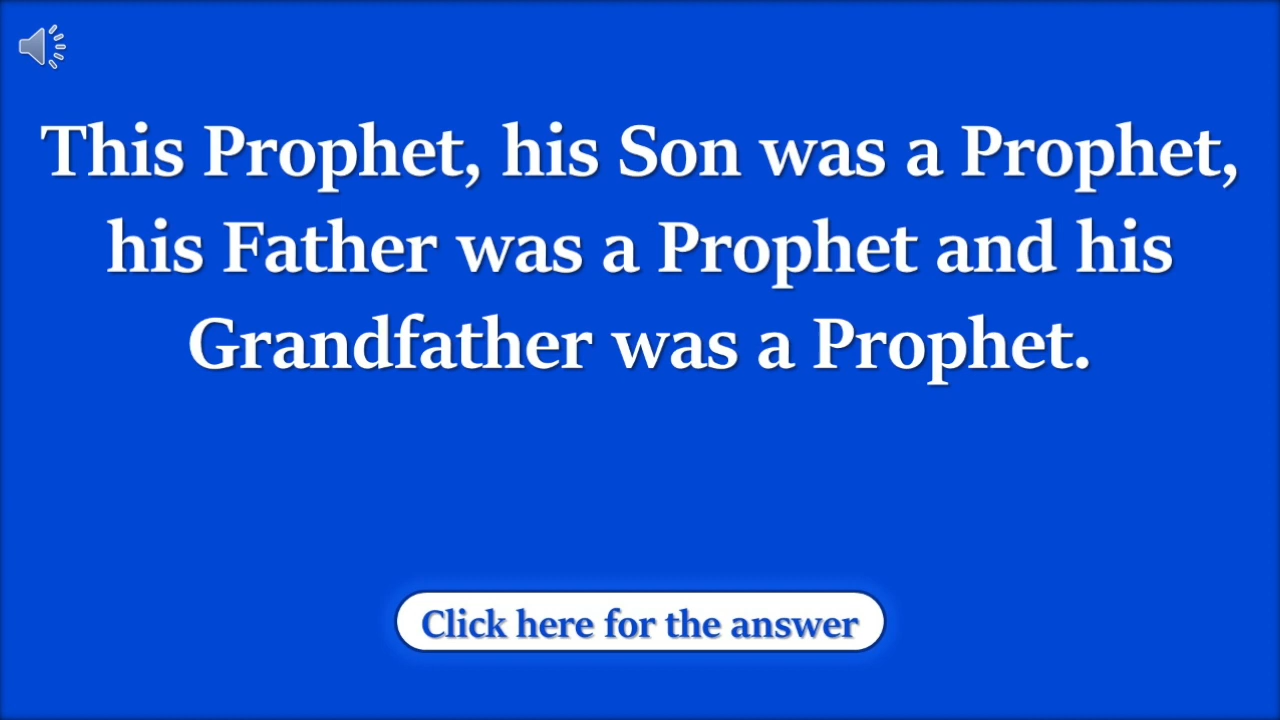 This Prophet, his Son was a Prophet,
his Father was a Prophet and his
Grandfather was a Prophet.
Click here for the answer